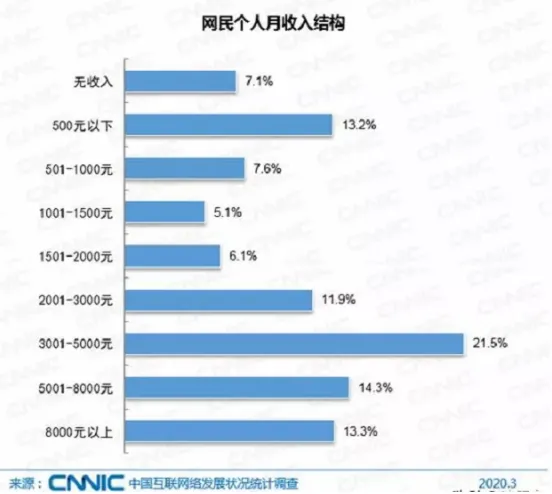 网民个人月收入结构
无收入 7.1%
500元以下 13.2%
501-1000元 7.6%
1001-1500元 5.1%
1501-2000元 6.1%
2001-3000元 11.9%
3001-5000元 21.5%
5001-8000元 14.3%
8000元以上 13.3%
来源：CNNIC 中国互联网络发展状况统计调查 2020.3